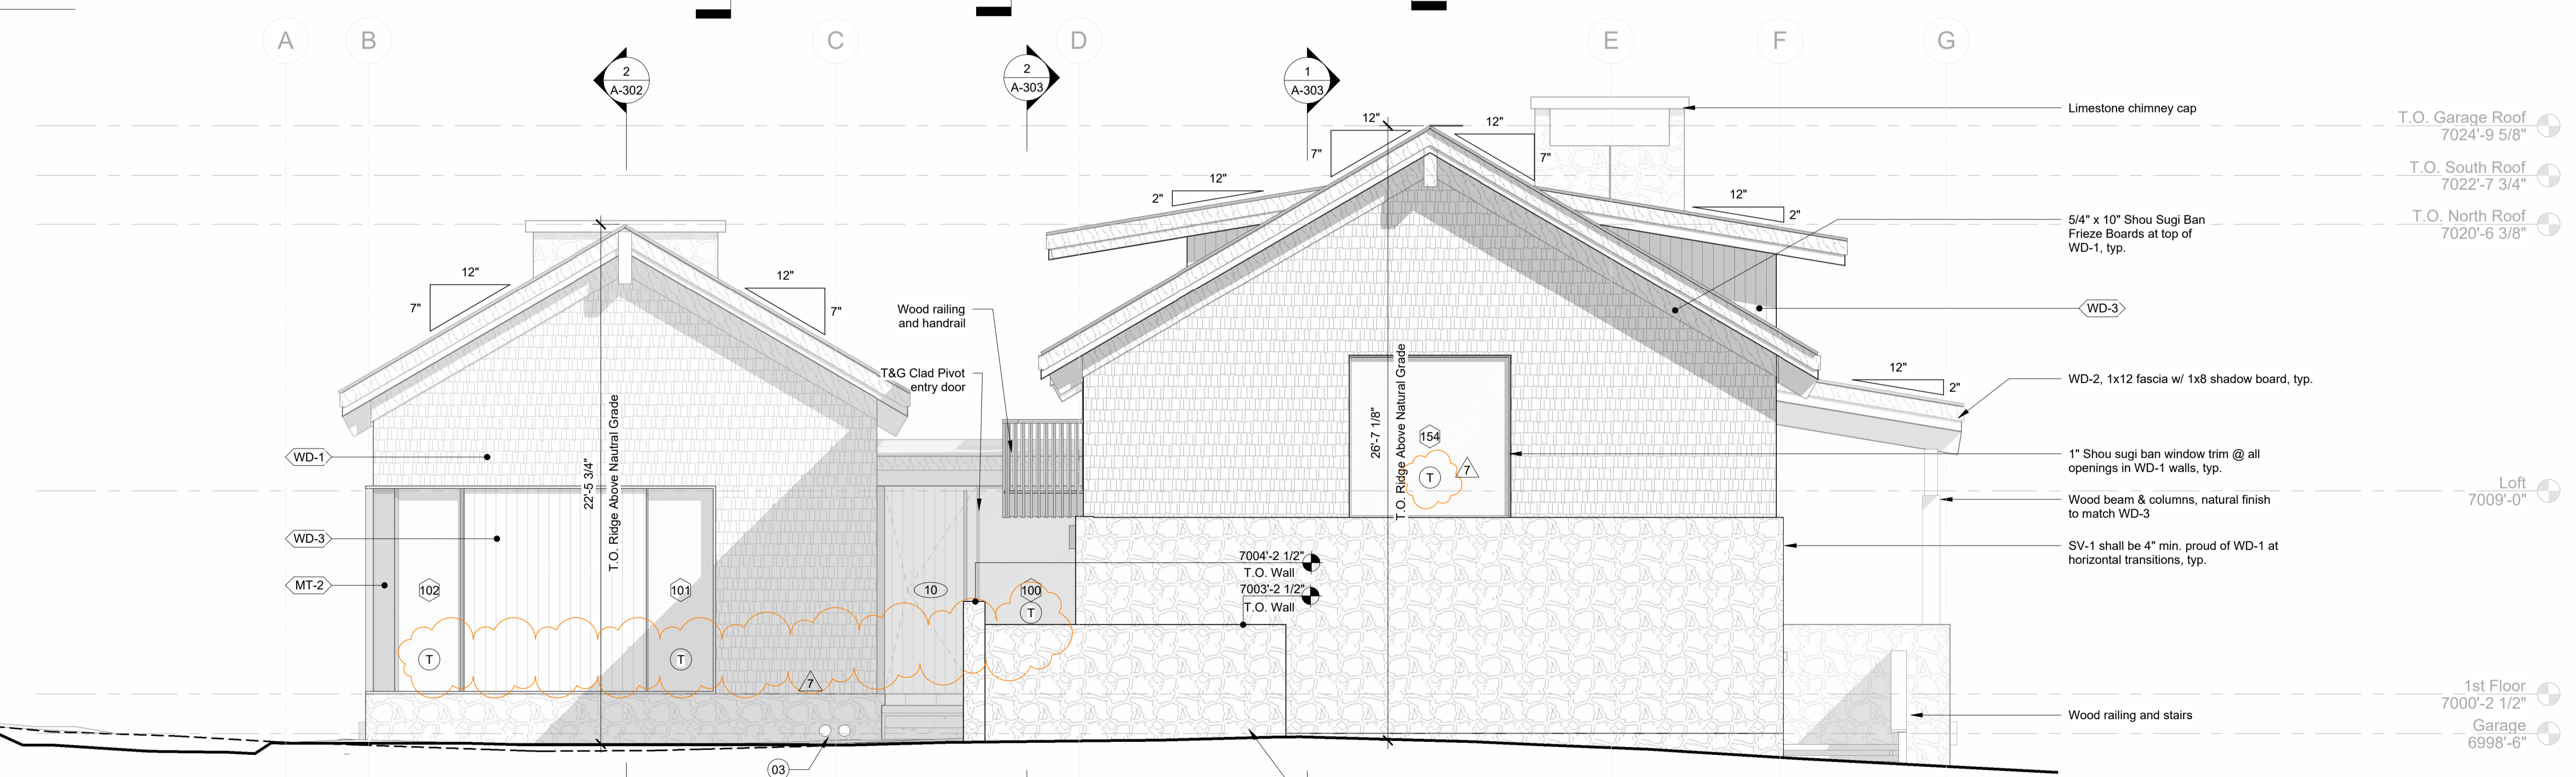 A
B
C
D
E
F
G
2
A-302
2
A-303
1
A-303
Limestone chimney cap
T.O. Garage Roof
7024'-9 5/8"
T.O. South Roof
7022'-7 3/4"
T.O. North Roof
7020'-6 3/8"
12"
7"
12"
7"
12"
2"
12"
2"
5/4" x 10" Shou Sugi Ban
Frieze Boards at top of
WD-1, typ.
12"
7"
12"
7"
Wood railing
and handrail
WD-3
T&G Clad Pivot
entry door
12"
2"
WD-2, 1x12 fascia w/ 1x8 shadow board, typ.
22'-5 3/4"
T.O. Ridge Above Nautral Grade
26'-7 1/8"
T.O. Ridge Above Natural Grade
154
T
7
WD-1
1" Shou sugi ban window trim @ all
openings in WD-1 walls, typ.
Loft
7009'-0"
Wood beam & columns, natural finish
to match WD-3
WD-3
SV-1 shall be 4" min. proud of WD-1 at
horizontal transitions, typ.
7004'-2 1/2"
T.O. Wall
7003'-2 1/2"
T.O. Wall
MT-2
102
101
10
100
T
T
T
7
1st Floor
7000'-2 1/2"
Wood railing and stairs
Garage
6998'-6"
03